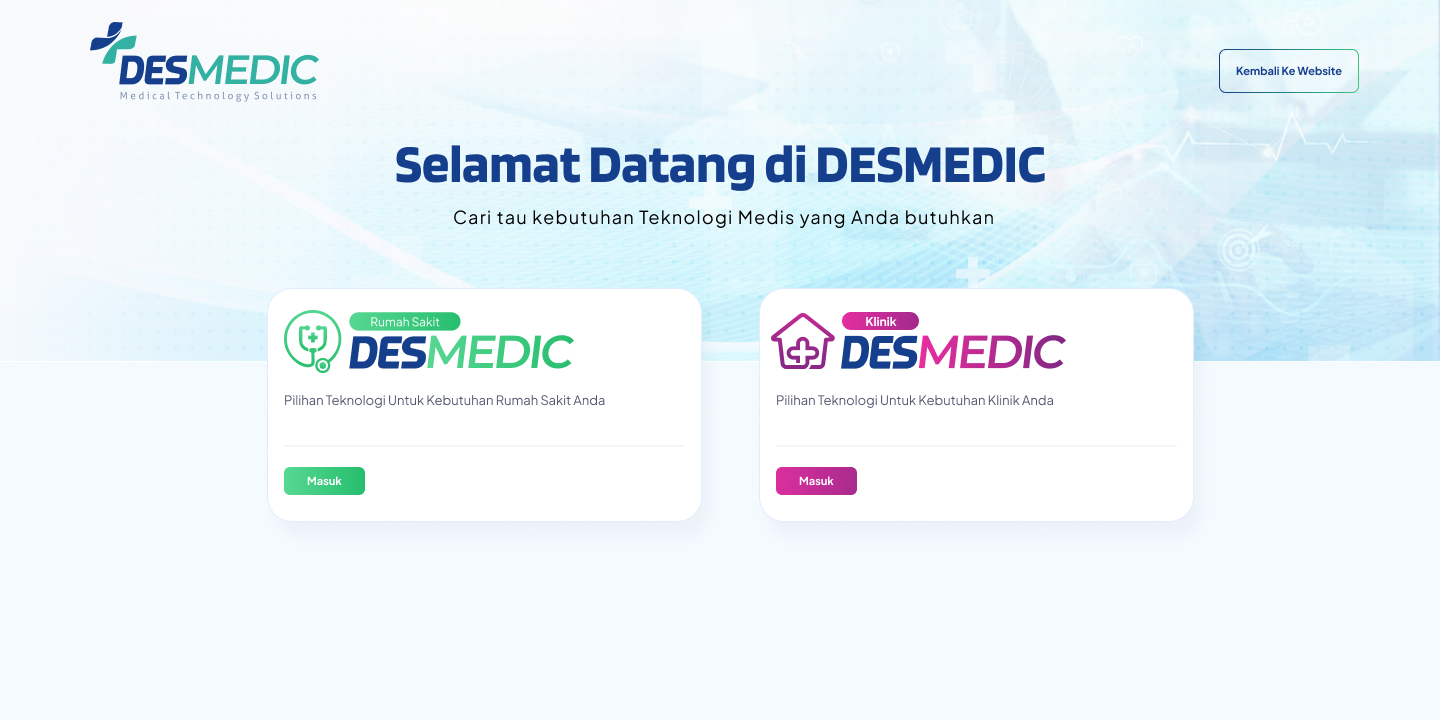 DESMEDIC
Medical Technology Solutions
Kembali Ke Website
Selamat Datang di DESMEDIC
Cari tau kebutuhan Teknologi Medis yang Anda butuhkan
Rumah Sakit
DESMEDIC
Pilihan Teknologi Untuk Kebutuhan Rumah Sakit Anda
Masuk
Klinik
DESMEDIC
Pilihan Teknologi Untuk Kebutuhan Klinik Anda
Masuk